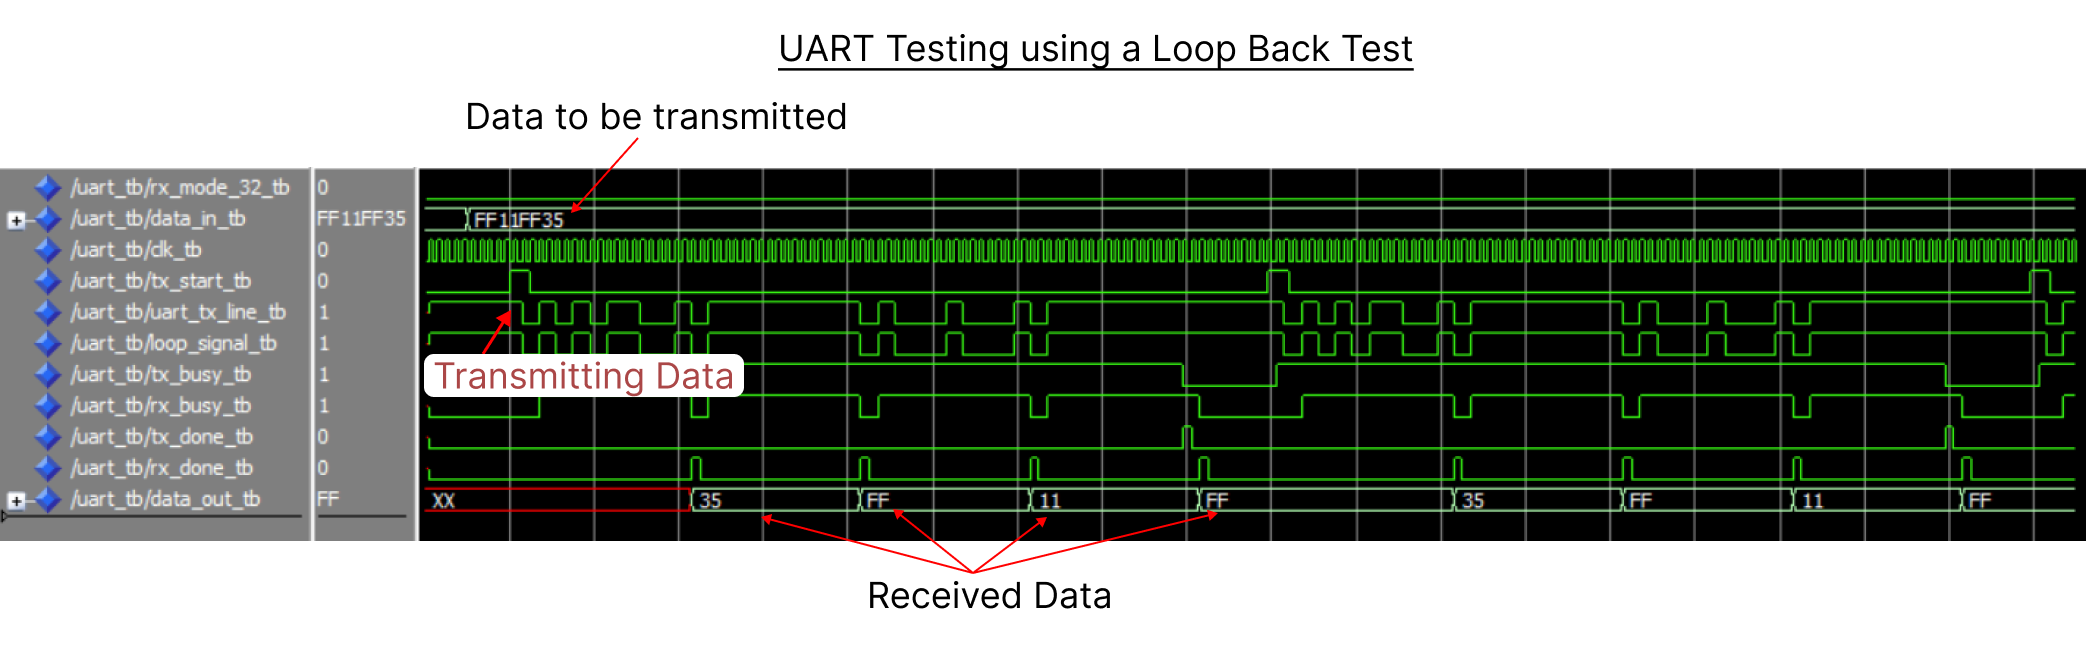 UART Testing using a Loop Back Test
Data to be transmitted
/uart_tb/rx_mode_32_tb 0
/uart_tb/data_in_tb FF11FF35 FF11FF35
/uart_tb/clk_tb 0
/uart_tb/tx_start_tb 0
/uart_tb/uart_tx_line_tb 1
/uart_tb/loop_signal_tb 1
/uart_tb/tx_busy_tb 1
Transmitting Data
/uart_tb/rx_busy_tb 1
/uart_tb/tx_done_tb 0
/uart_tb/rx_done_tb 0
/uart_tb/data_out_tb FF XX 35 FF 11 FF 35 FF 11 FF
Received Data